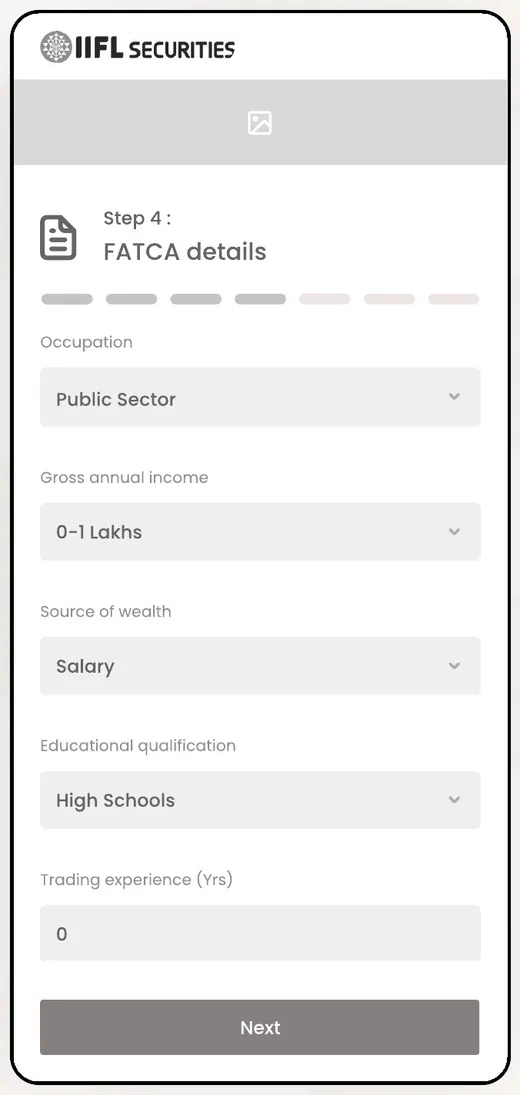 IIFL SECURITIES
Step 4 :
FATCA details
Occupation
Public Sector
Gross annual income
0-1 Lakhs
Source of wealth
Salary
Educational qualification
High Schools
Trading experience (Yrs)
0
Next